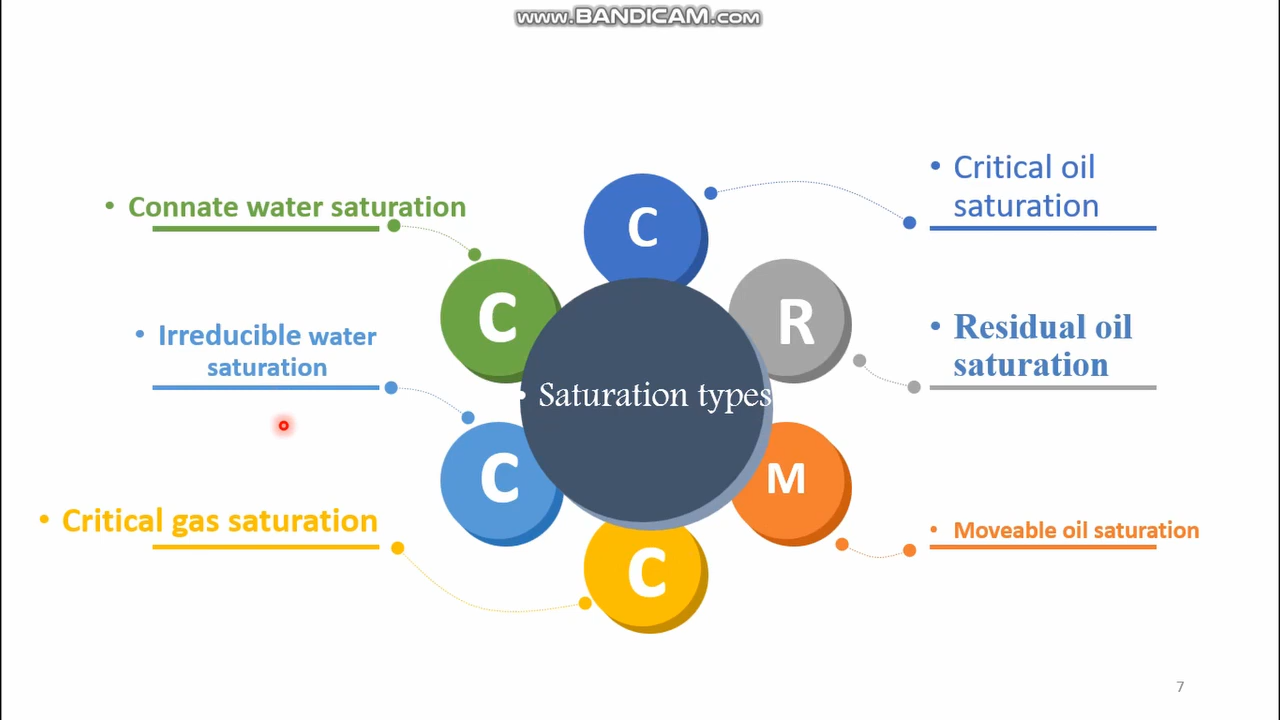 www.BANDICAM.com
• Connate water saturation
• Irreducible water
saturation
• Critical gas saturation
C
C
C
C
R
M
• Saturation types
• Critical oil
saturation
• Residual oil
saturation
• Moveable oil saturation
7